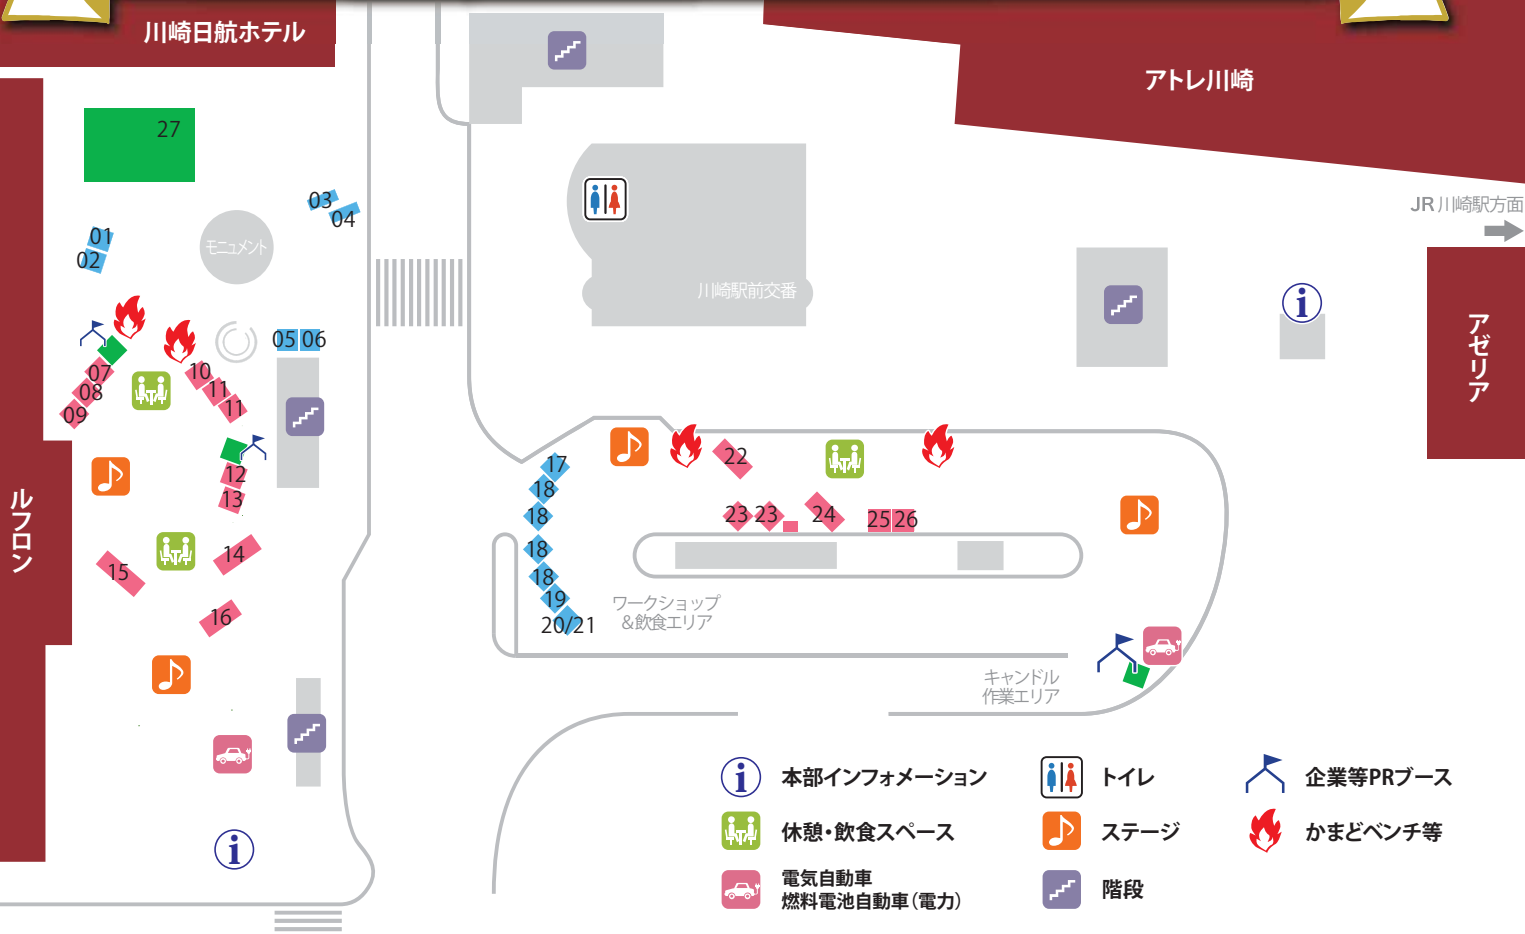 川崎日航ホテル
アトレ川崎
27
JR川崎駅方面
03
04
01
02
モニュメント
川崎駅前交番
アゼリア
05 06
07
08
09
10
11
11
12
13
14
15
16
ルフロン
17
18
18
18
18
19
20/21
22
23 23
24
25 26
ワークショップ
&飲食エリア
キャンドル
作業エリア
本部インフォメーション
トイレ
企業等PRブース
休憩・飲食スペース
ステージ
かまどベンチ等
電気自動車
燃料電池自動車(電力)
階段